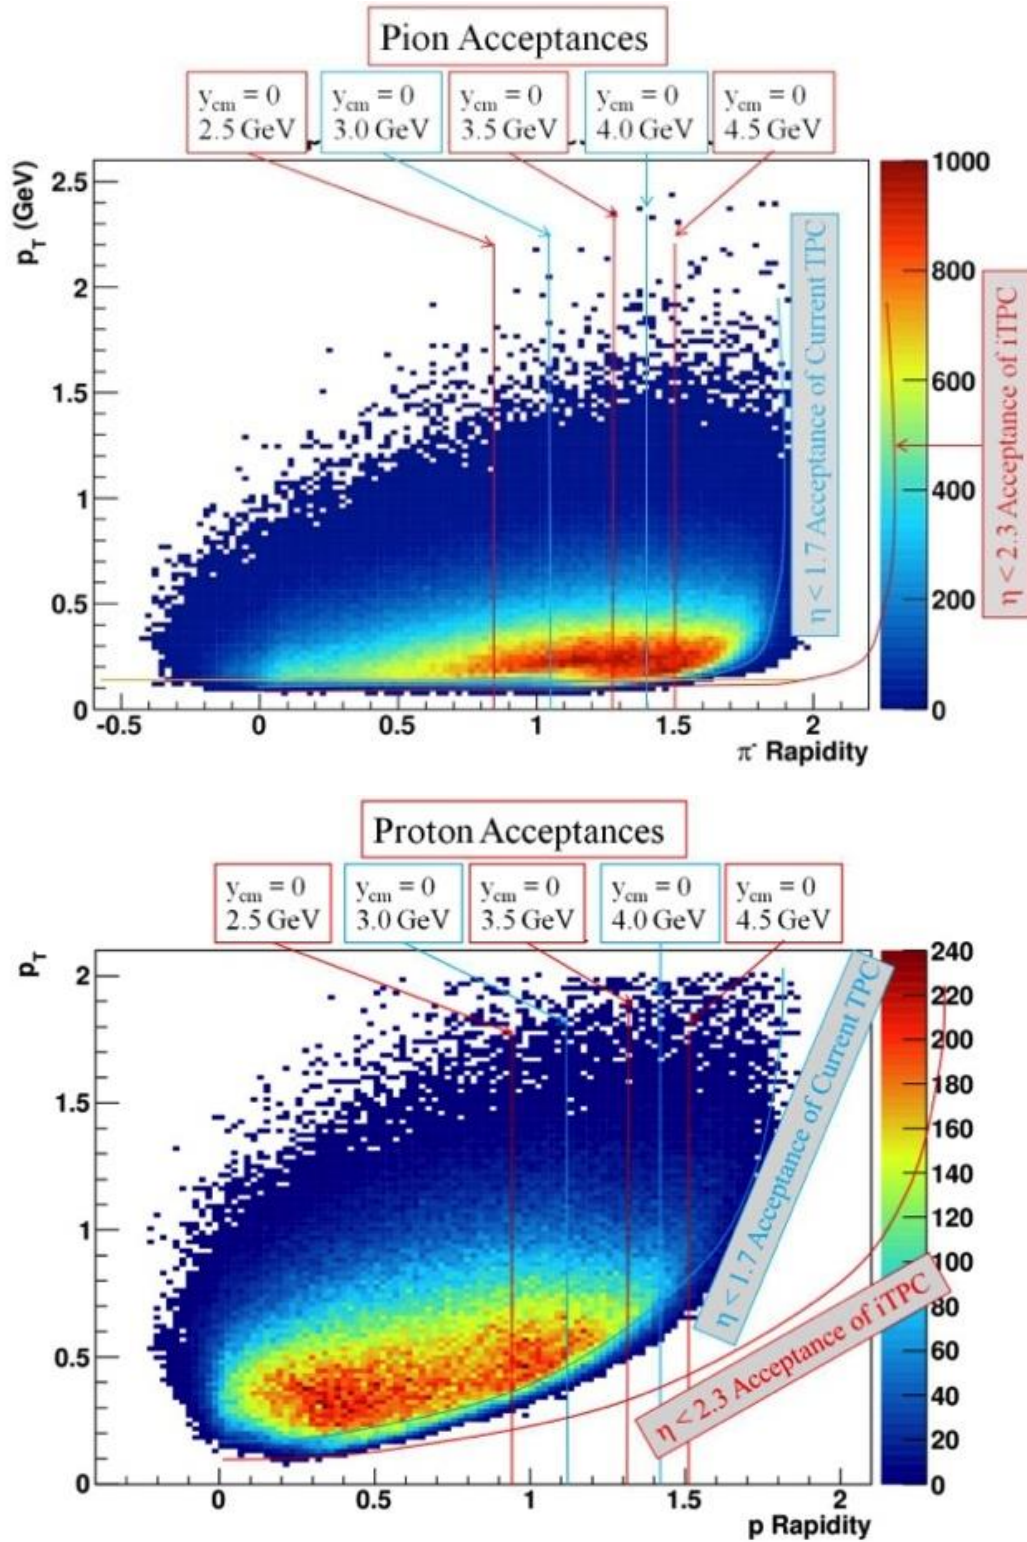 Pion Acceptances
y_cm = 0
2.5 GeV
y_cm = 0
3.0 GeV
y_cm = 0
3.5 GeV
y_cm = 0
4.0 GeV
y_cm = 0
4.5 GeV
p_T (GeV)
2.5
2
1.5
1
0.5
0
-0.5
0
0.5
1
1.5
2
π⁻ Rapidity
1000
800
600
400
200
0
η < 1.7 Acceptance of Current TPC
η < 2.3 Acceptance of iTPC
Proton Acceptances
y_cm = 0
2.5 GeV
y_cm = 0
3.0 GeV
y_cm = 0
3.5 GeV
y_cm = 0
4.0 GeV
y_cm = 0
4.5 GeV
p_T
2
1.5
1
0.5
0
0
0.5
1
1.5
2
p Rapidity
240
220
200
180
160
140
120
100
80
60
40
20
0
η < 1.7 Acceptance of Current TPC
η < 2.3 Acceptance of iTPC